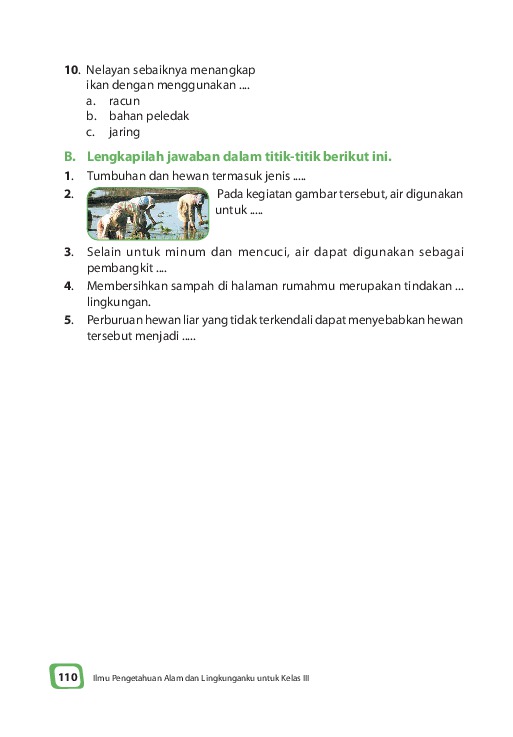 10. Nelayan sebaiknya menangkap
ikan dengan menggunakan ....
a. racun
b. bahan peledak
c. jaring
B. Lengkapilah jawaban dalam titik-titik berikut ini.
1. Tumbuhan dan hewan termasuk jenis .....
2. Pada kegiatan gambar tersebut, air digunakan
untuk .....
3. Selain untuk minum dan mencuci, air dapat digunakan sebagai
pembangkit ....
4. Membersihkan sampah di halaman rumahmu merupakan tindakan ...
lingkungan.
5. Perburuan hewan liar yang tidak terkendali dapat menyebabkan hewan
tersebut menjadi .....
110 Ilmu Pengetahuan Alam dan Lingkunganku untuk Kelas III